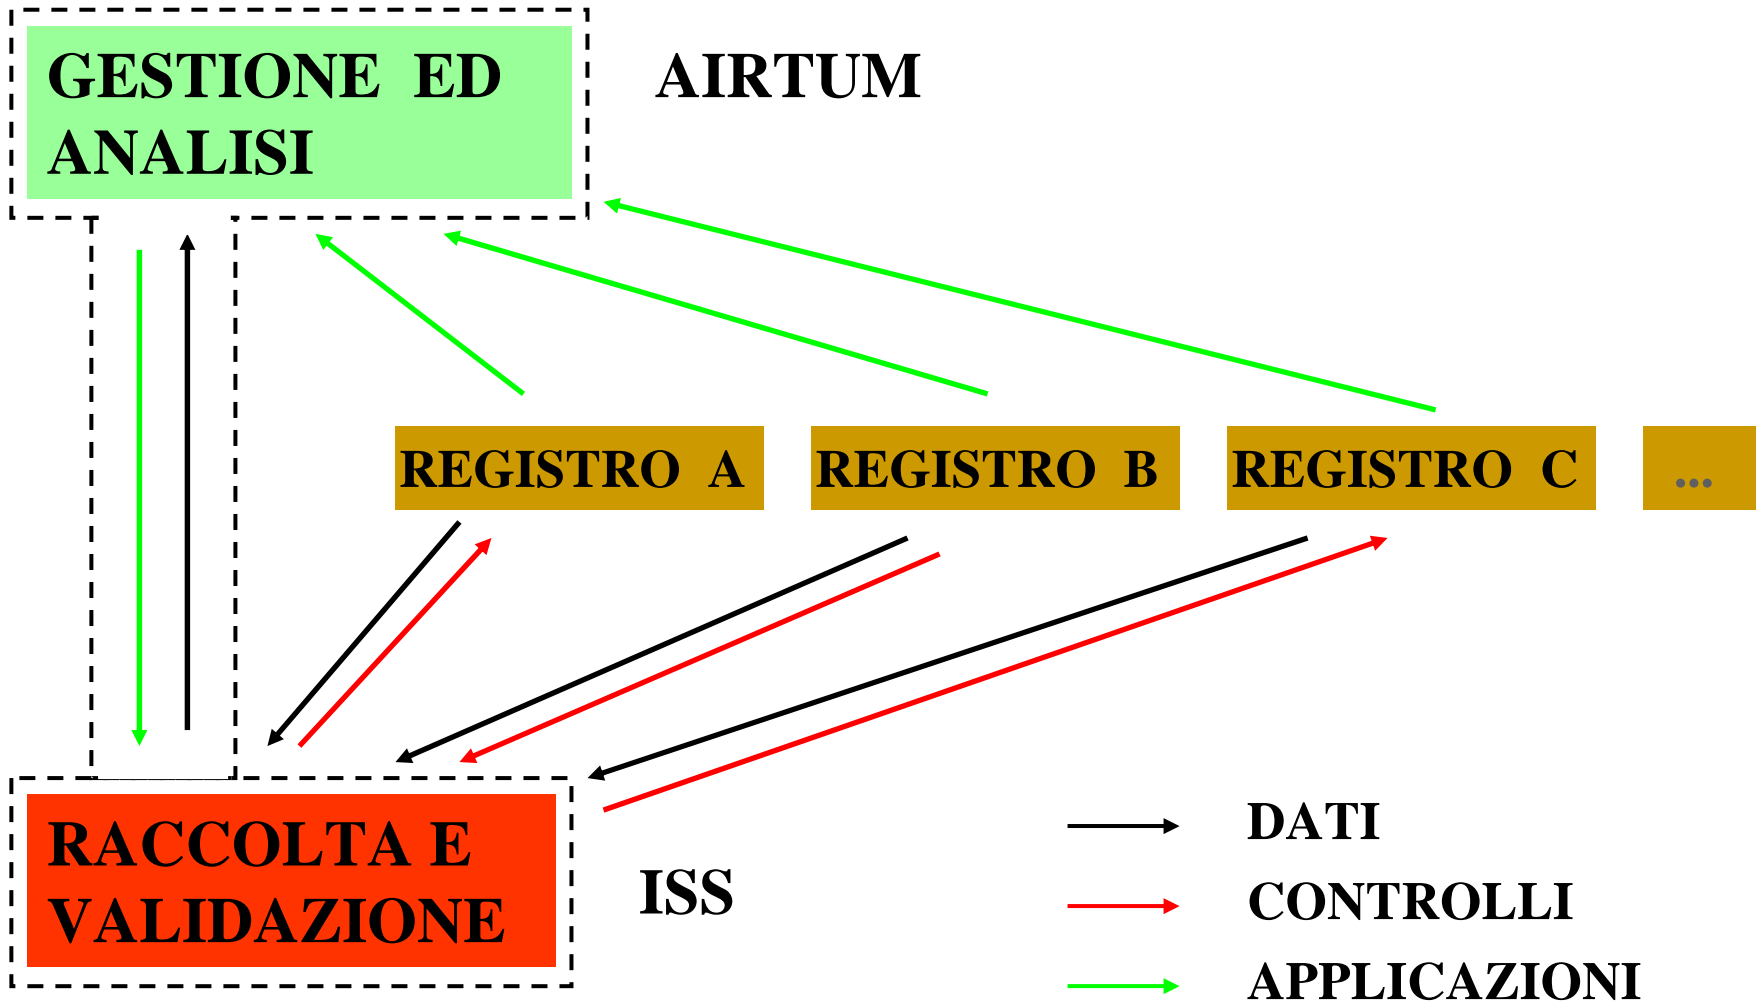 GESTIONE ED
ANALISI
AIRTUM
REGISTRO A
REGISTRO B
REGISTRO C
...
RACCOLTA E
VALIDAZIONE
ISS
DATI
CONTROLLI
APPLICAZIONI